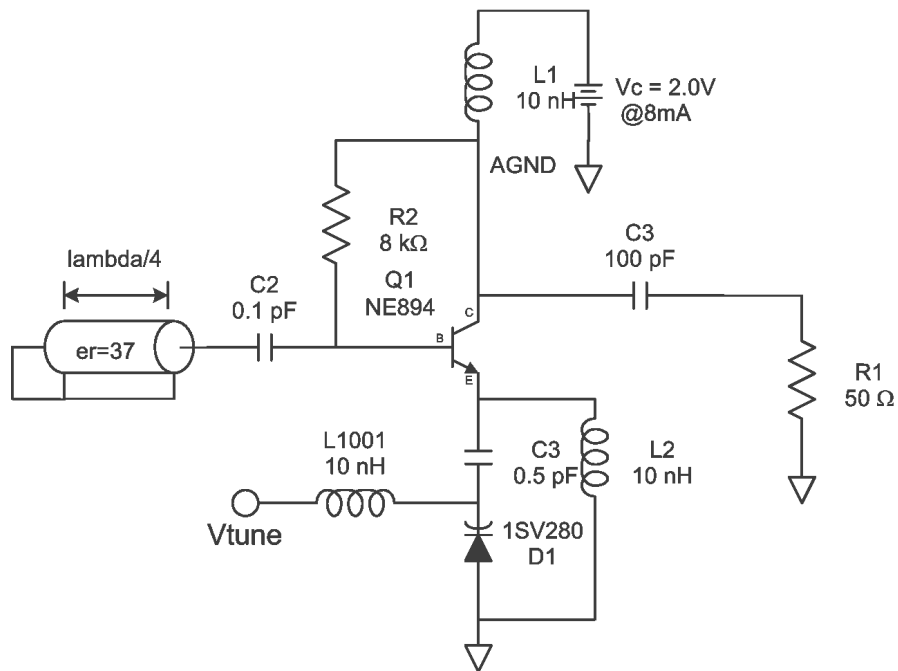 L1
10 nH
Vc = 2.0V
@8mA
AGND
R2
8 kΩ
C3
100 pF
lambda/4
C2
0.1 pF
Q1
NE894
C
B
E
er=37
R1
50 Ω
L1001
10 nH
C3
0.5 pF
L2
10 nH
Vtune
1SV280
D1